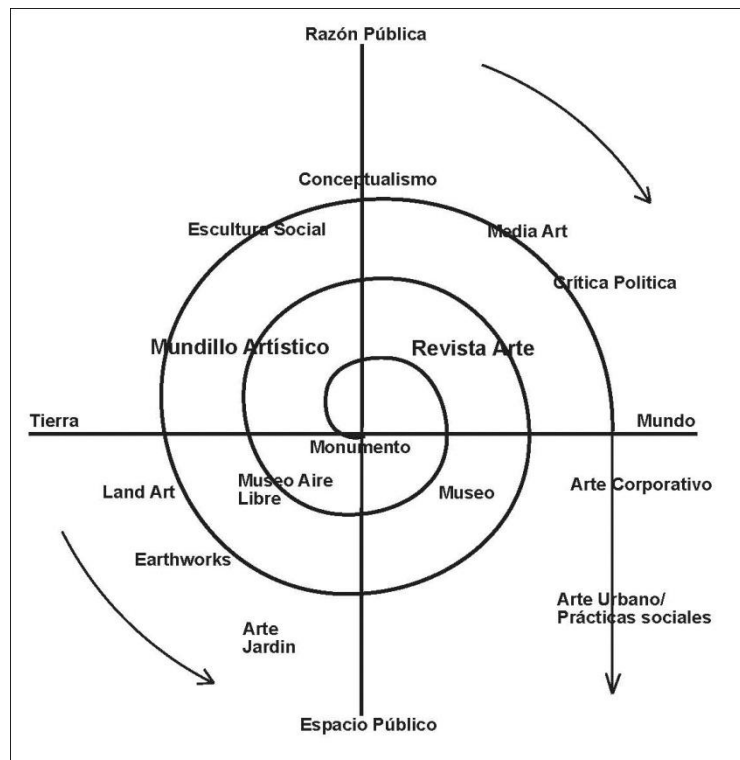 Razón Pública
Conceptualismo
Escultura Social
Media Art
Crítica Politica
Mundillo Artístico
Revista Arte
Tierra
Mundo
Monumento
Museo Aire
Libre
Museo
Arte Corporativo
Land Art
Earthworks
Arte Urbano/
Prácticas sociales
Arte
Jardin
Espacio Público